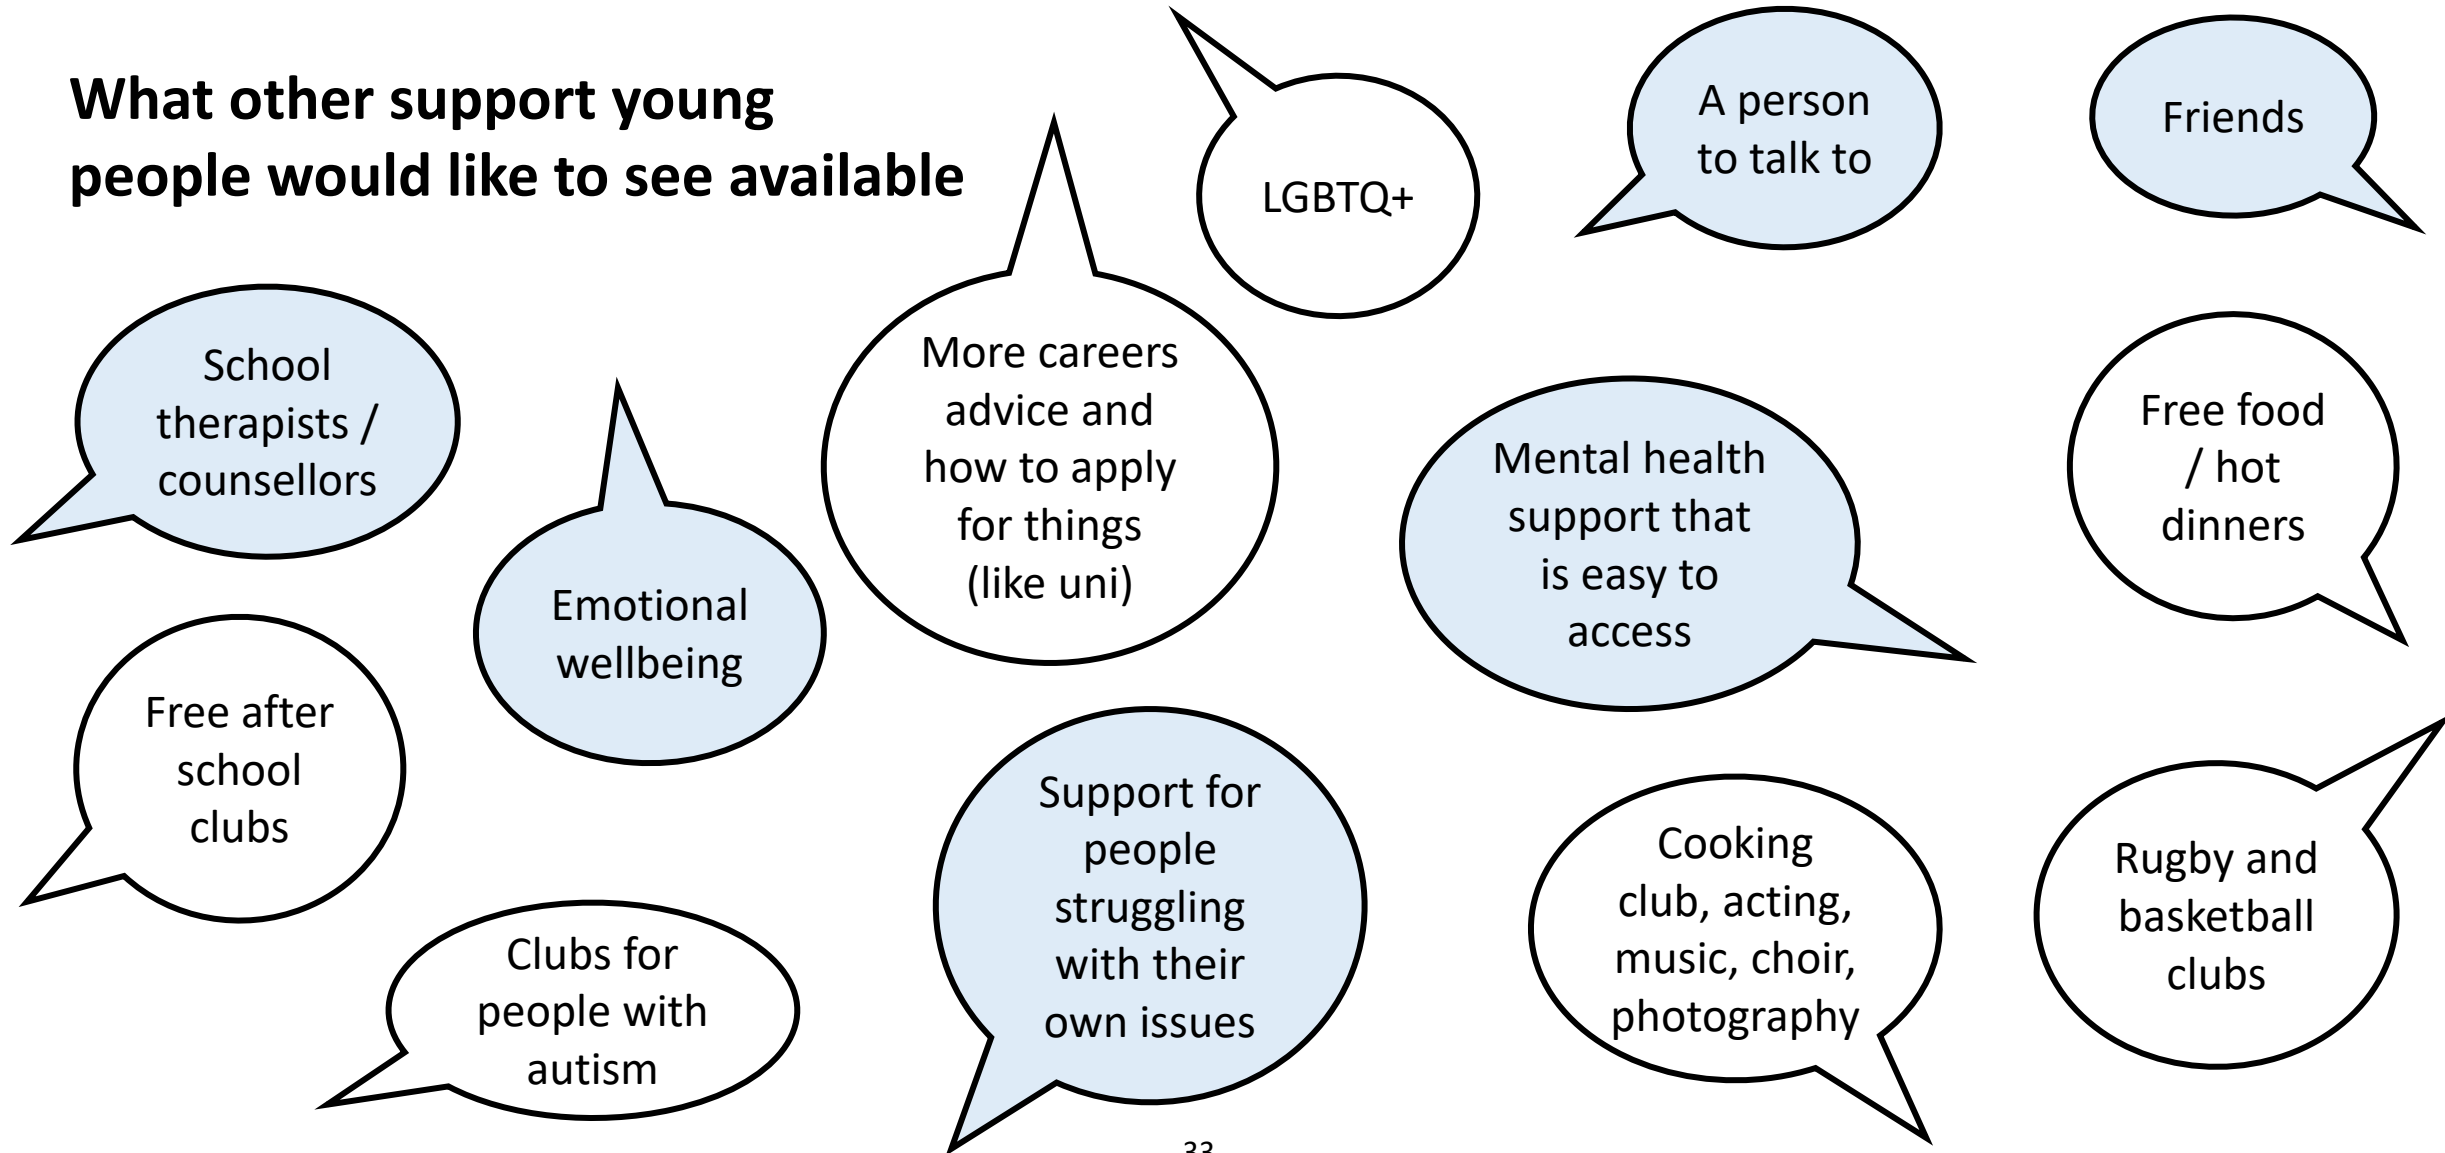 What other support young
people would like to see available
LGBTQ+
A person
to talk to
Friends
School
therapists /
counsellors
Emotional
wellbeing
More careers
advice and
how to apply
for things
(like uni)
Mental health
support that
is easy to
access
Free food
/ hot
dinners
Free after
school
clubs
Clubs for
people with
autism
Support for
people
struggling
with their
own issues
Cooking
club, acting,
music, choir,
photography
Rugby and
basketball
clubs
33